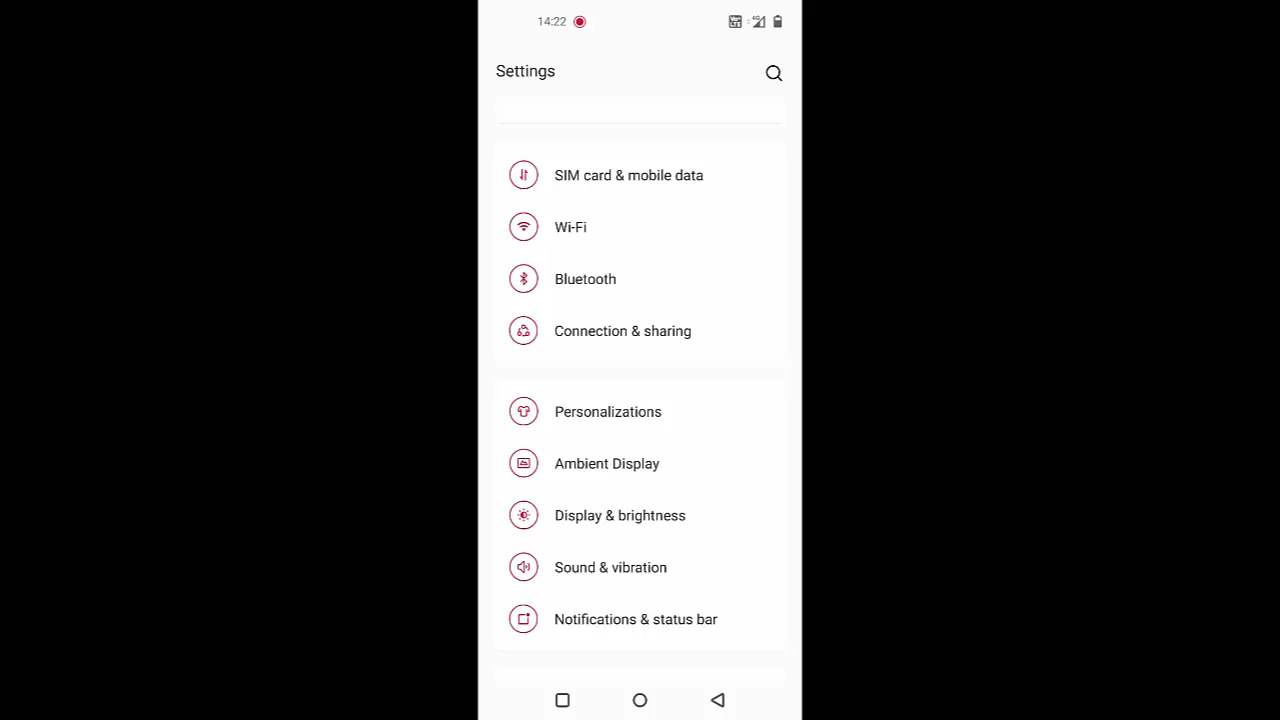 14:22
Settings
SIM card & mobile data
Wi-Fi
Bluetooth
Connection & sharing
Personalizations
Ambient Display
Display & brightness
Sound & vibration
Notifications & status bar